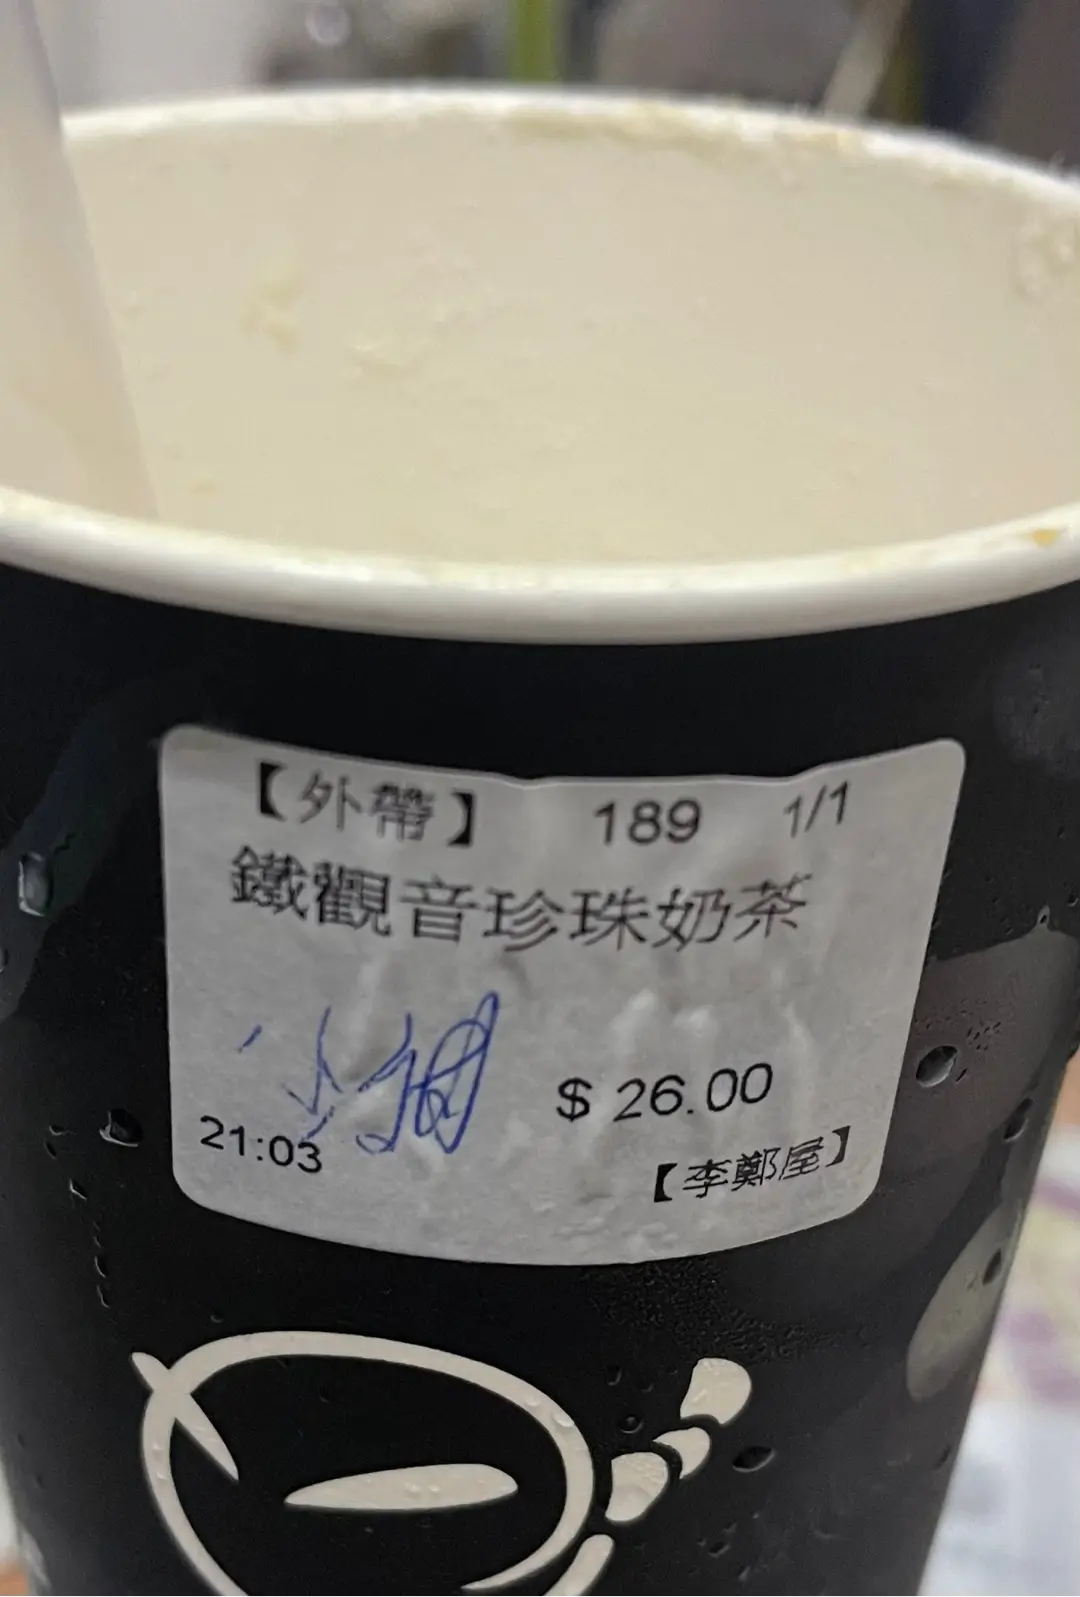 【外帶】 189 1/1
鐵觀音珍珠奶茶
$ 26.00
21:03
【李鄭屋】